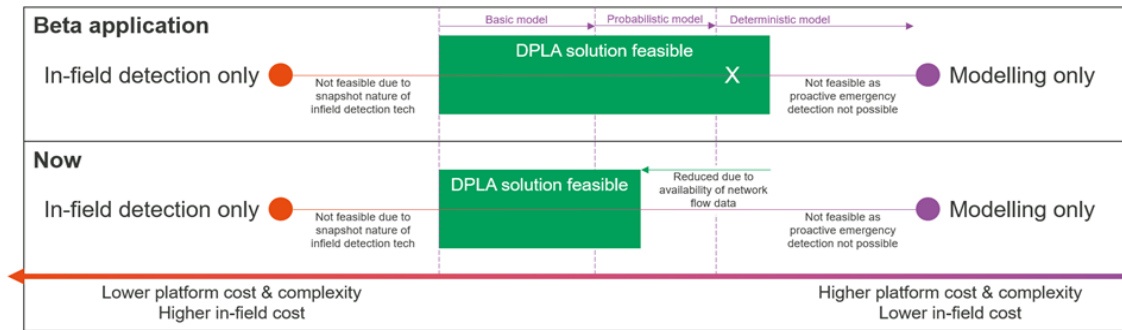 Beta application
Basic model
Probabilistic model
Deterministic model
DPLA solution feasible
In-field detection only
X
Modelling only
Not feasible due to
snapshot nature of
infield detection tech
Not feasible as
proactive emergency
detection not possible
Now
DPLA solution feasible
Reduced due to
availability of network
flow data
In-field detection only
Modelling only
Not feasible due to
snapshot nature of
infield detection tech
Not feasible as
proactive emergency
detection not possible
Lower platform cost & complexity
Higher in-field cost
Higher platform cost & complexity
Lower in-field cost